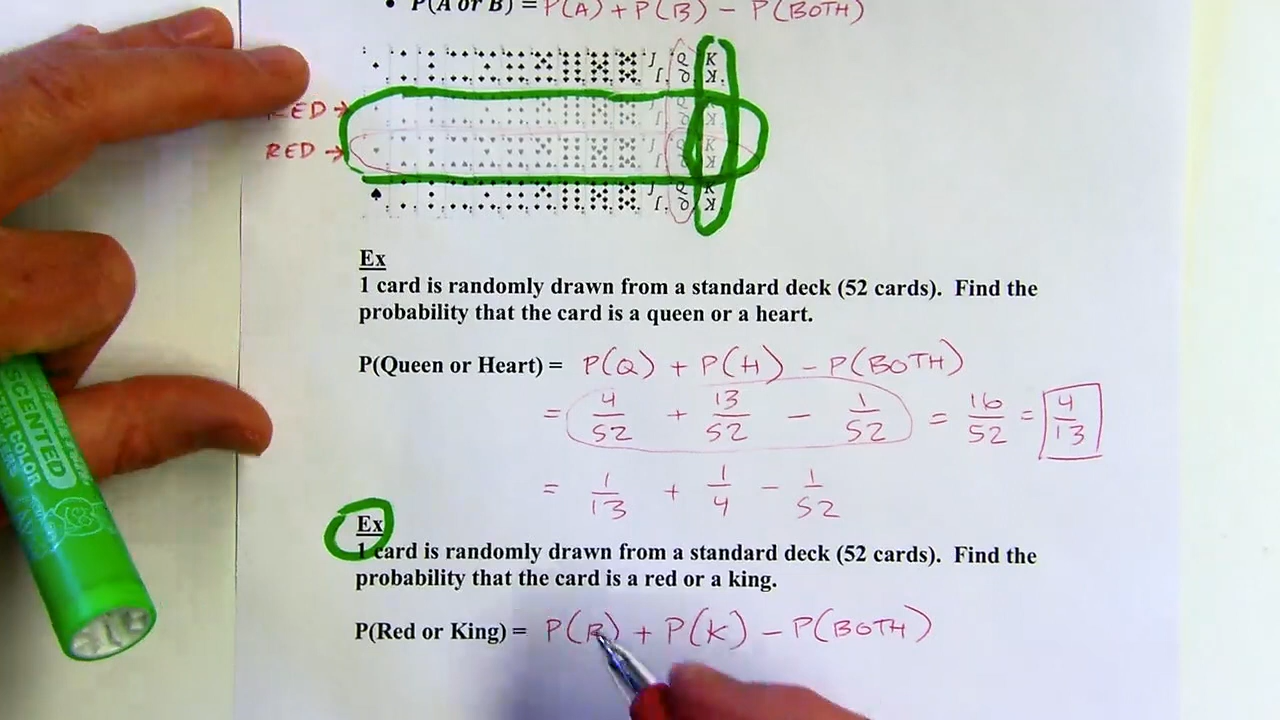 • P(A or B) = P(A) + P(B) - P(BOTH)
J Q K
RED →
RED →
J Q K
Ex
1 card is randomly drawn from a standard deck (52 cards). Find the
probability that the card is a queen or a heart.
P(Queen or Heart) = P(Q) + P(H) - P(BOTH)
= 4/52 + 13/52 - 1/52 = 16/52 = 4/13
= 1/13 + 1/4 - 1/52
Ex
1 card is randomly drawn from a standard deck (52 cards). Find the
probability that the card is a red or a king.
P(Red or King) = P(R) + P(K) - P(BOTH)
SCENTED
COLOR